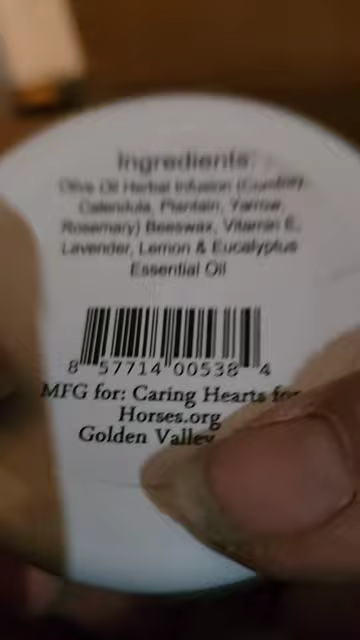 Ingredients:
Olive Oil Herbal Infusion (Comfrey,
Calendula, Plantain, Yarrow,
Rosemary) Beeswax, Vitamin E,
Lavender, Lemon & Eucalyptus
Essential Oil
8 57714 00538 4
MFG for: Caring Hearts for
Horses.org
Golden Valley